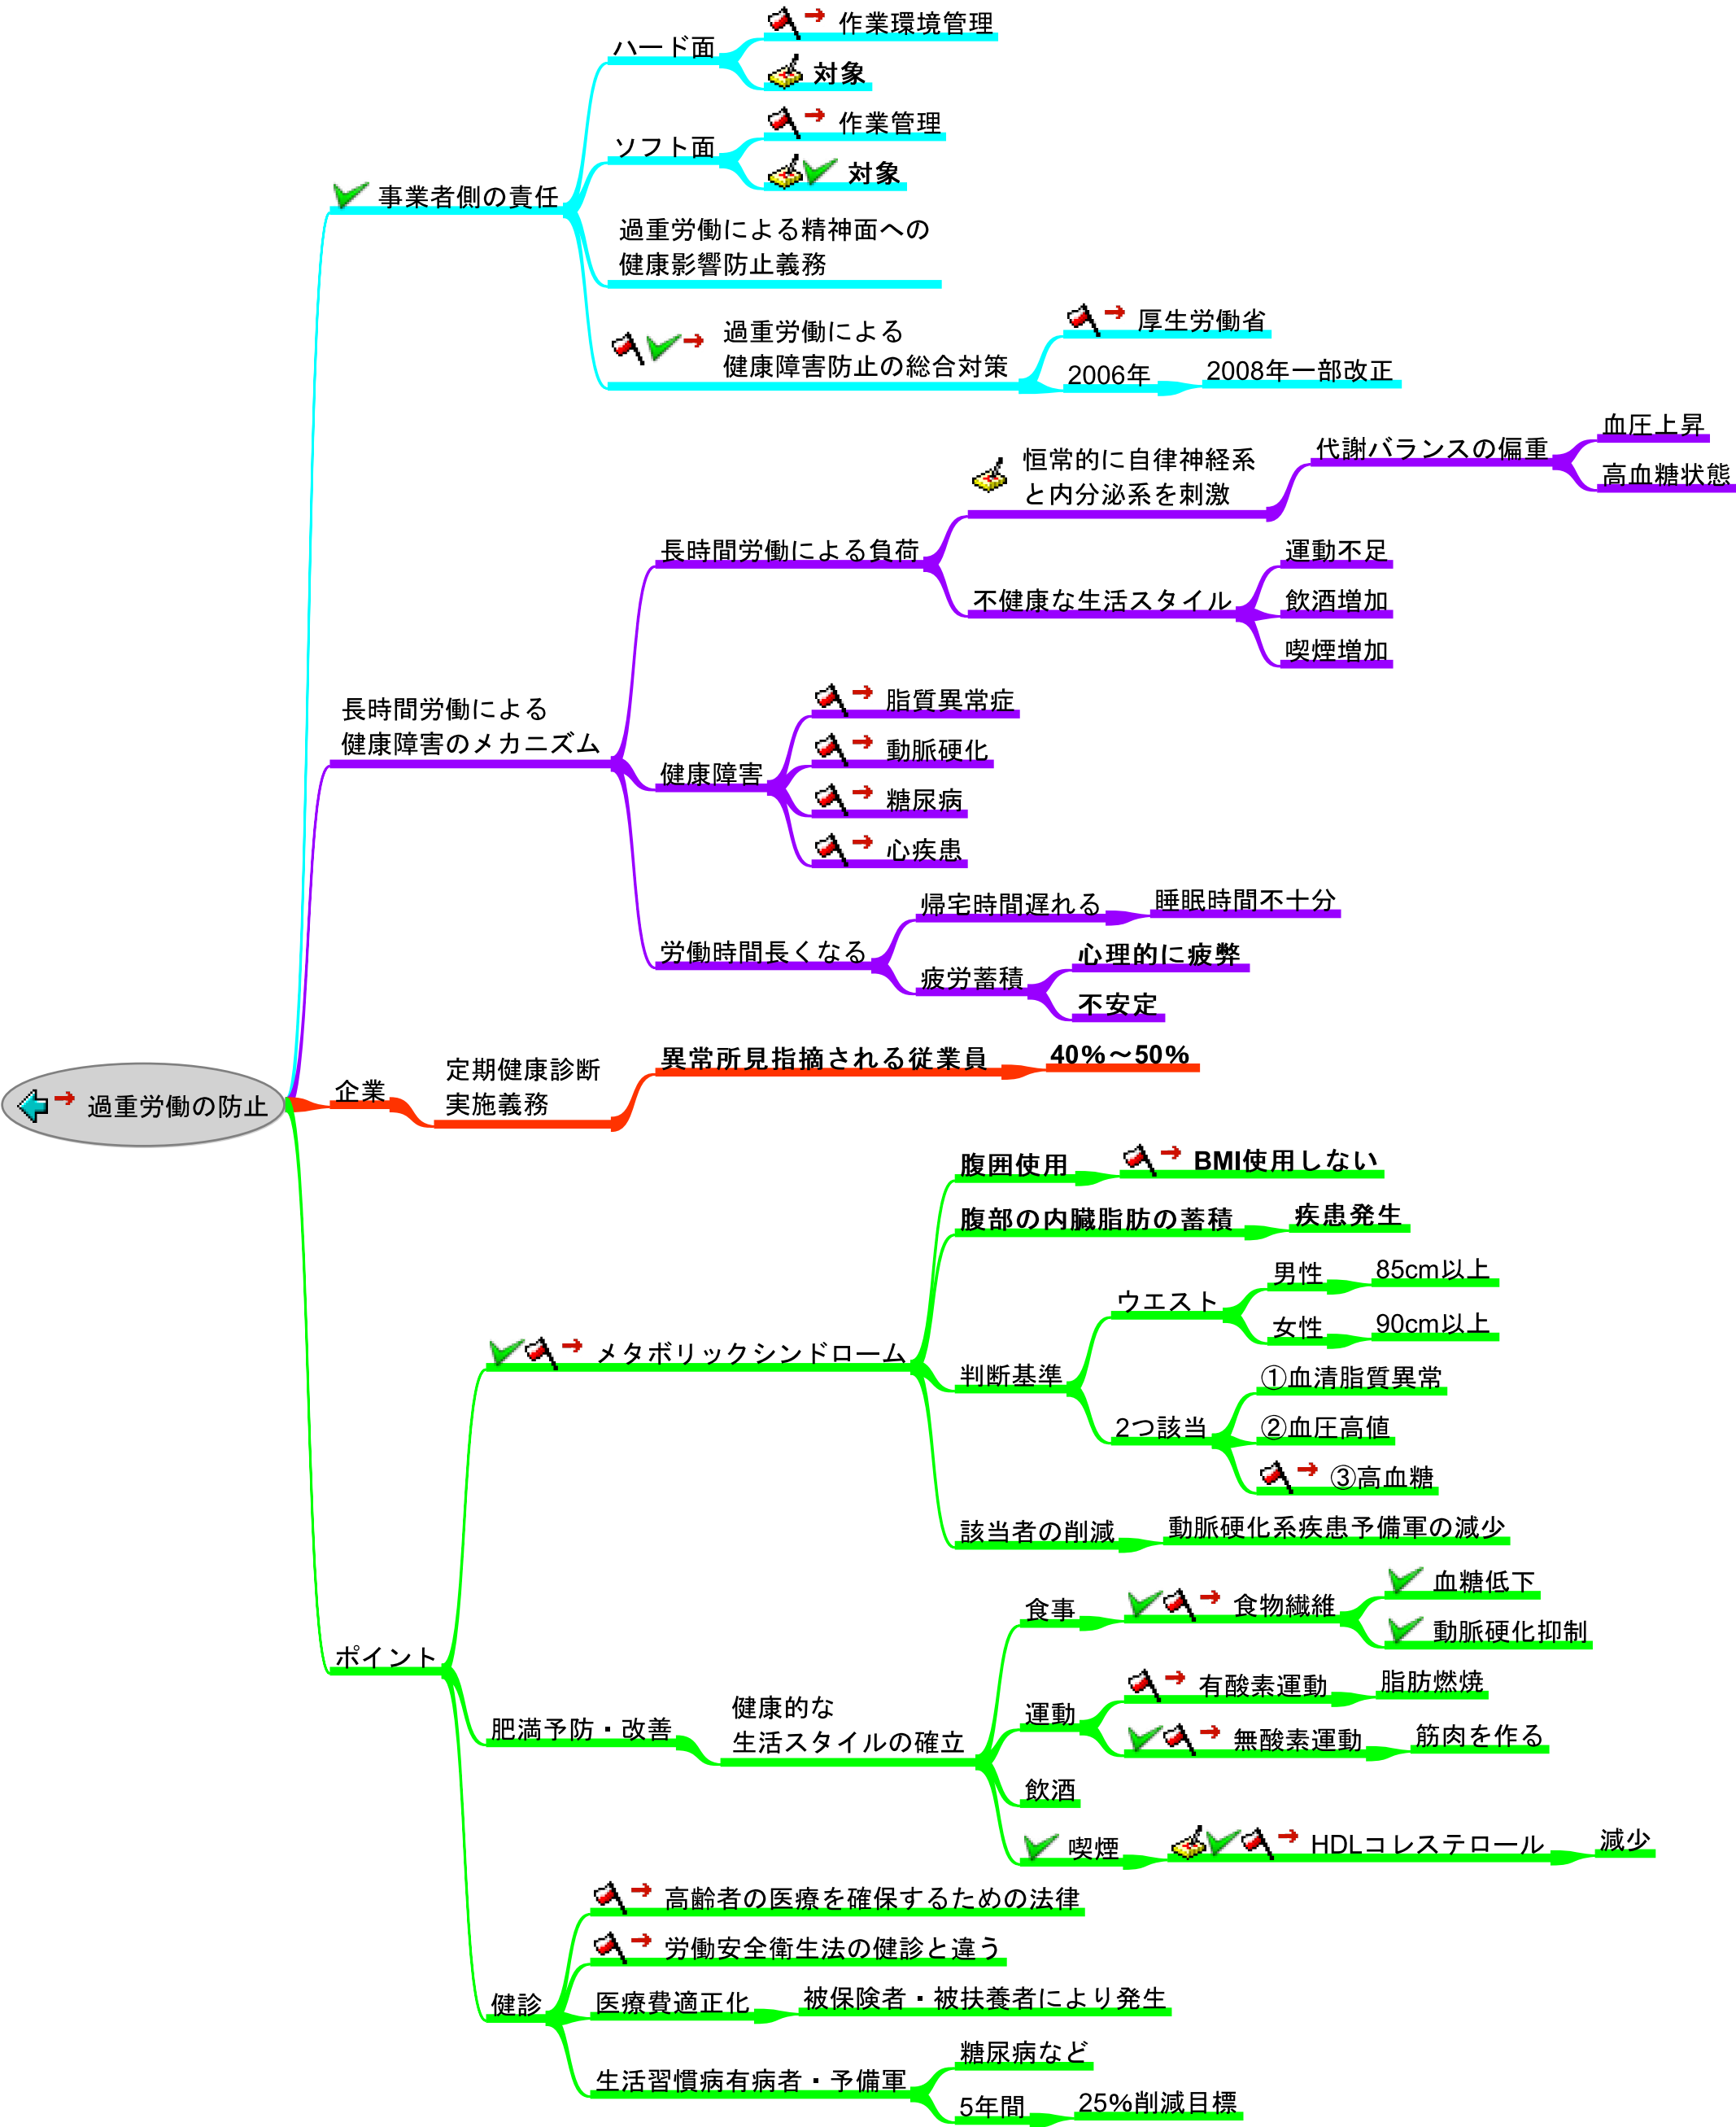 過重労働の防止
事業者側の責任
ハード面
作業環境管理
対象
ソフト面
作業管理
対象
過重労働による精神面への
健康影響防止義務
過重労働による
健康障害防止の総合対策
厚生労働省
2006年
2008年一部改正
長時間労働による
健康障害のメカニズム
長時間労働による負荷
恒常的に自律神経系
と内分泌系を刺激
代謝バランスの偏重
血圧上昇
高血糖状態
不健康な生活スタイル
運動不足
飲酒増加
喫煙増加
健康障害
脂質異常症
動脈硬化
糖尿病
心疾患
労働時間長くなる
帰宅時間遅れる
睡眠時間不十分
疲労蓄積
心理的に疲弊
不安定
企業
定期健康診断
実施義務
異常所見指摘される従業員
40%～50%
ポイント
メタボリックシンドローム
腹囲使用
BMI使用しない
腹部の内臓脂肪の蓄積
疾患発生
判断基準
ウエスト
男性
85cm以上
女性
90cm以上
2つ該当
①血清脂質異常
②血圧高値
③高血糖
該当者の削減
動脈硬化系疾患予備軍の減少
肥満予防・改善
健康的な
生活スタイルの確立
食事
食物繊維
血糖低下
動脈硬化抑制
運動
有酸素運動
脂肪燃焼
無酸素運動
筋肉を作る
飲酒
喫煙
HDLコレステロール
減少
健診
高齢者の医療を確保するための法律
労働安全衛生法の健診と違う
医療費適正化
被保険者・被扶養者により発生
生活習慣病有病者・予備軍
糖尿病など
5年間
25%削減目標